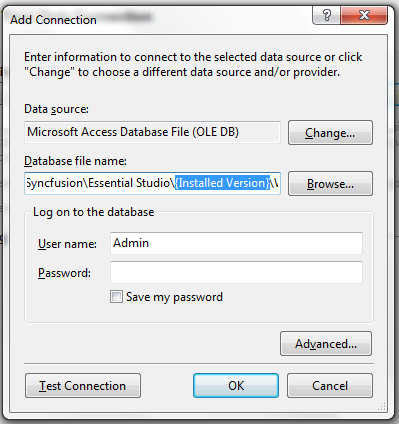 Add Connection
?
Enter information to connect to the selected data source or click
"Change" to choose a different data source and/or provider.
Data source:
Microsoft Access Database File (OLE DB)
Change...
Database file name:
Syncfusion\Essential Studio\{Installed Version}\\
Browse...
Log on to the database
User name:
Admin
Password:
Save my password
Advanced...
Test Connection
OK
Cancel